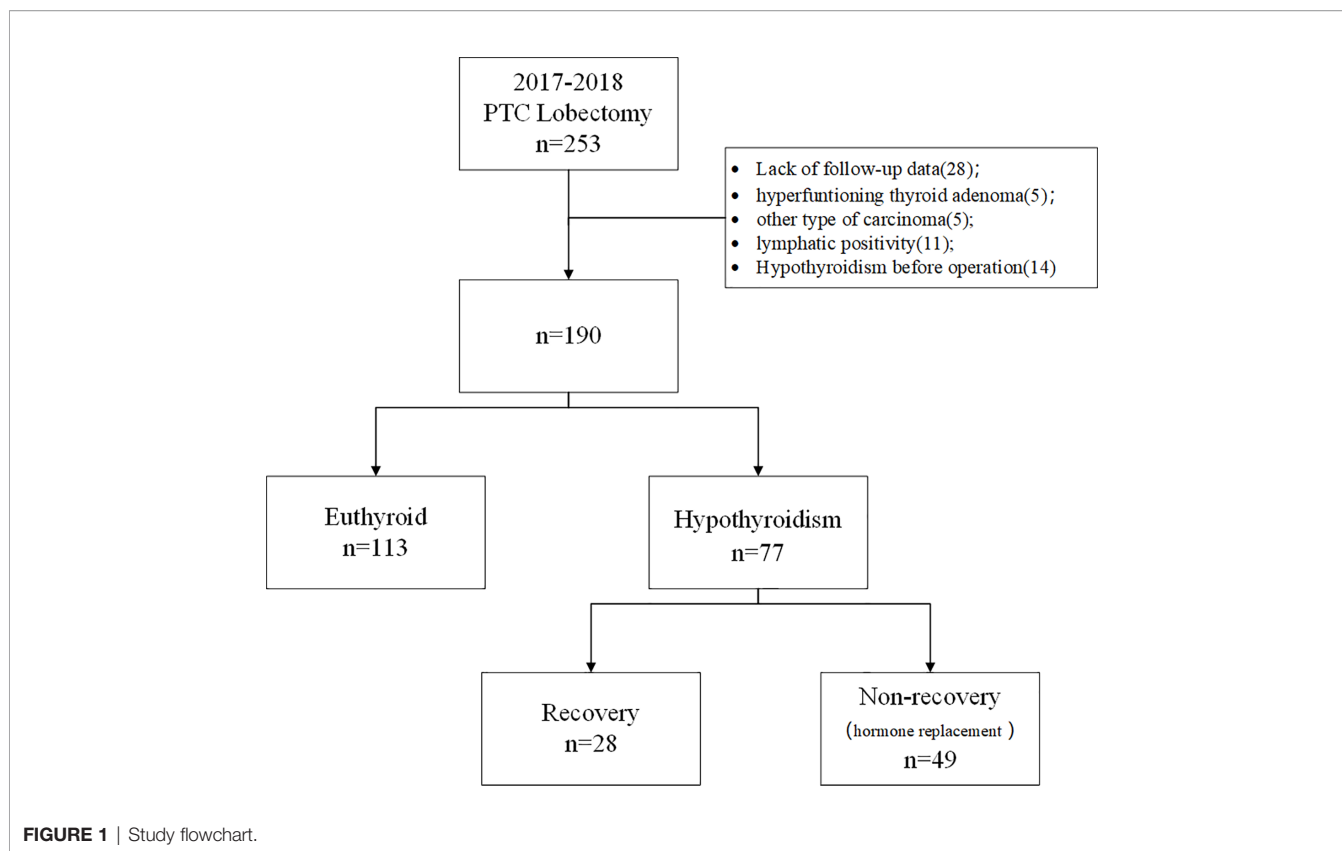 2017-2018
PTC Lobectomy
n=253
• Lack of follow-up data(28);
• hyperfuntioning thyroid adenoma(5);
• other type of carcinoma(5);
• lymphatic positivity(11);
• Hypothyroidism before operation(14)
n=190
Euthyroid
n=113
Hypothyroidism
n=77
Recovery
n=28
Non-recovery
(hormone replacement )
n=49
FIGURE 1 | Study flowchart.